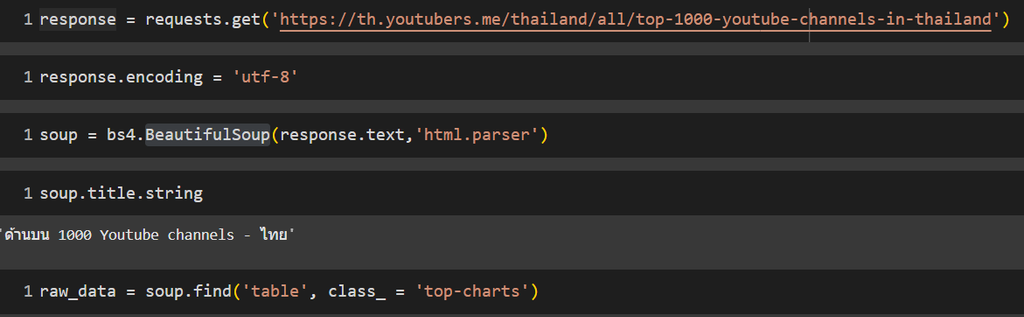 1 response = requests.get('https://th.youtubers.me/thailand/all/top-1000-youtube-channels-in-thailand')
1 response.encoding = 'utf-8'
1 soup = bs4.BeautifulSoup(response.text,'html.parser')
1 soup.title.string
'ด้านบน 1000 Youtube channels - ไทย'
1 raw_data = soup.find('table', class_ = 'top-charts')